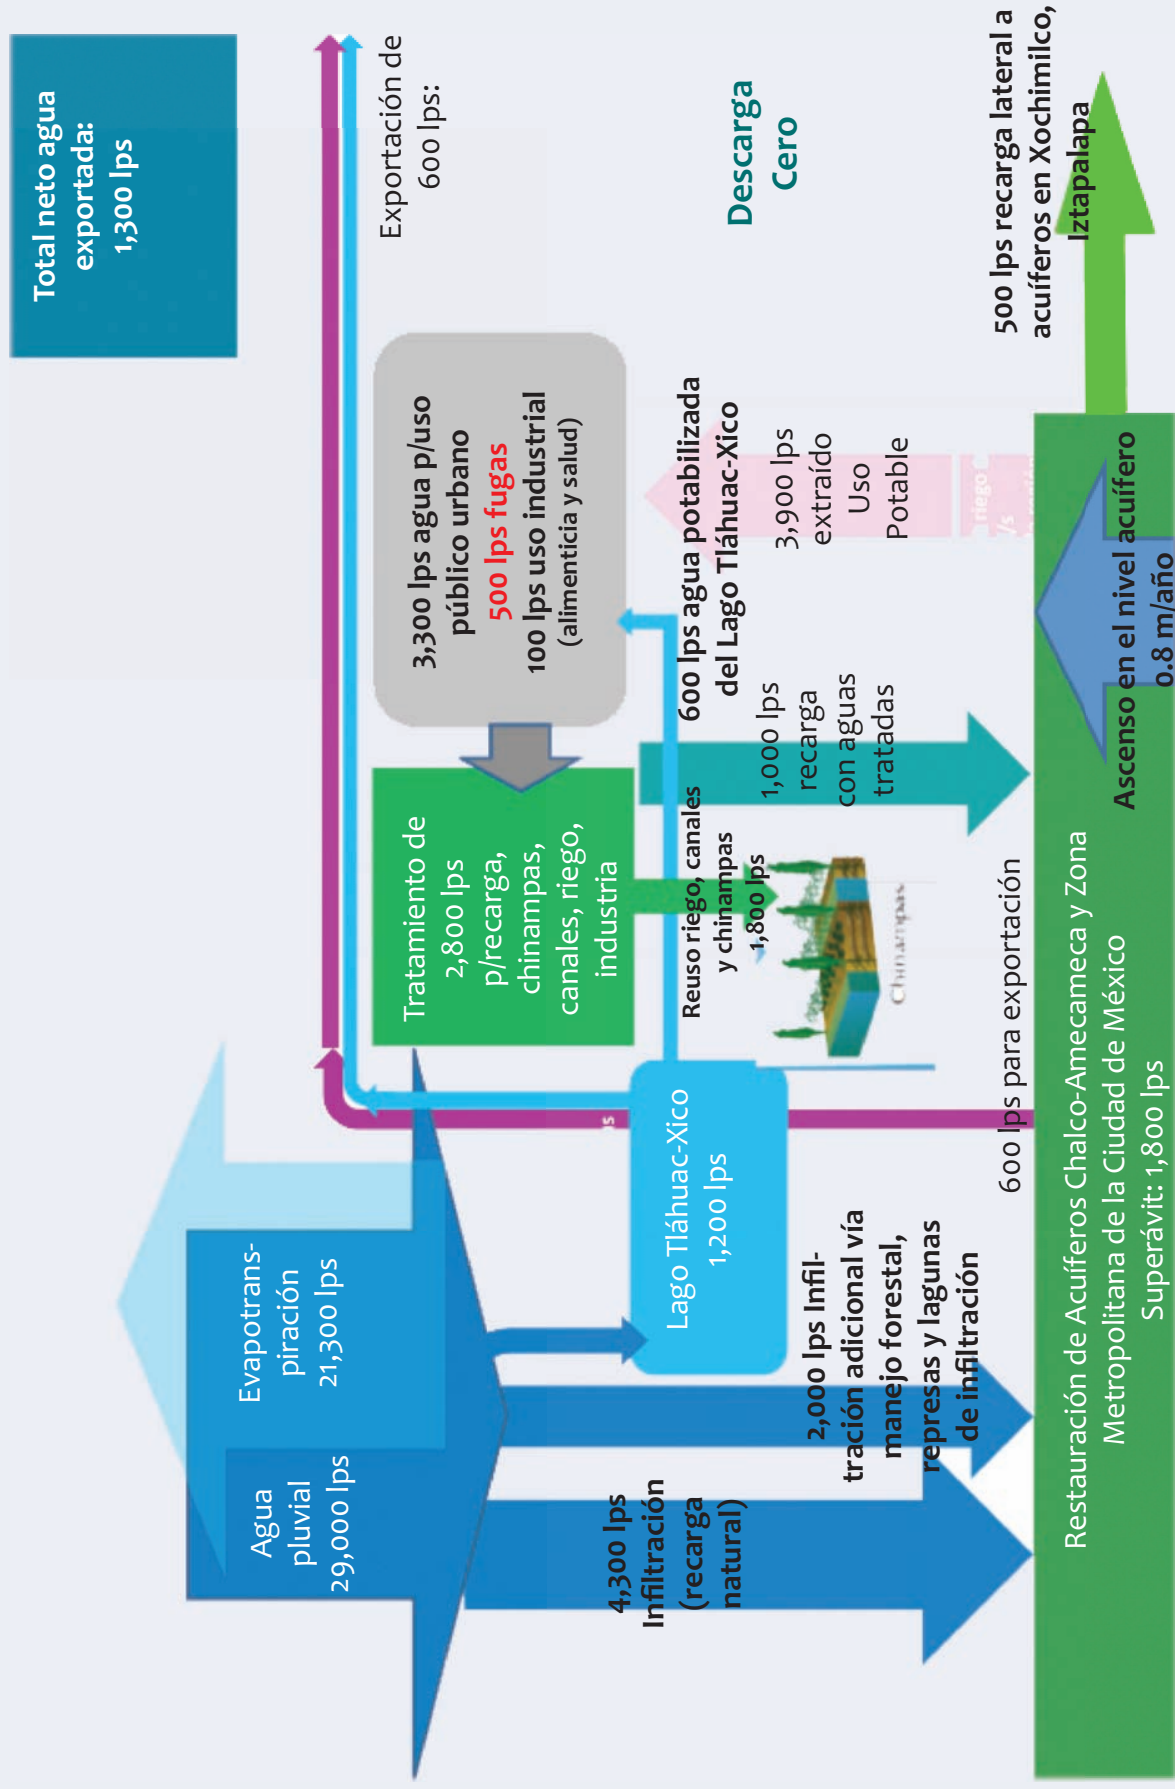 Agua
pluvial
29,000 lps
Evapotrans-
piración
21,300 lps
Total neto agua
exportada:
1,300 lps
Exportación de
600 lps:
Tratamiento de
2,800 lps
p/recarga,
chinampas,
canales, riego,
industria
3,300 lps agua p/uso
público urbano
500 lps fugas
100 lps uso industrial
(alimenticia y salud)
Descarga
Cero
4,300 lps
Infiltración
(recarga
natural)
Lago Tláhuac-Xico
1,200 lps
2,000 lps Infil-
tración adicional vía
manejo forestal,
represas y lagunas
de infiltración
Reuso riego, canales
y chinampas
1,800 lps
Chinampas
600 lps agua potabilizada
del Lago Tláhuac-Xico
1,000 lps
recarga
con aguas
tratadas
3,900 lps
extraído
Uso
Potable
riego
/s
600 lps para exportación
500 lps recarga lateral a
acuíferos en Xochimilco,
Iztapalapa
Restauración de Acuíferos Chalco-Amecameca y Zona
Metropolitana de la Ciudad de México
Superávit: 1,800 lps
Ascenso en el nivel acuífero
0.8 m/año